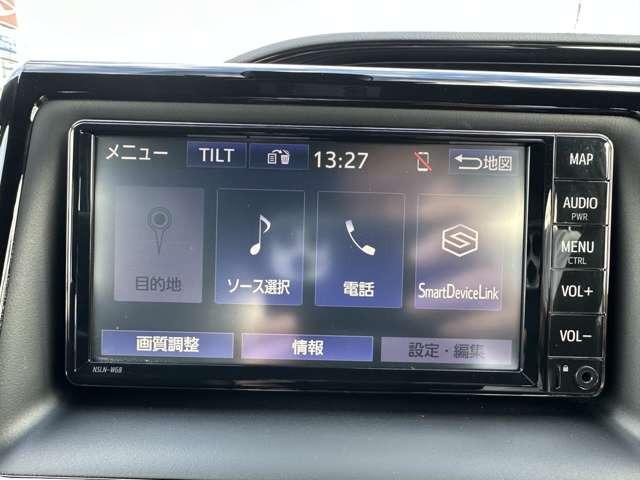 メニュー TILT 13:27 地図
目的地 ソース選択 電話 SmartDeviceLink
画質調整 情報 設定・編集
NSLN-W68
MAP
AUDIO
PWR
MENU
CTRL
VOL+
VOL-